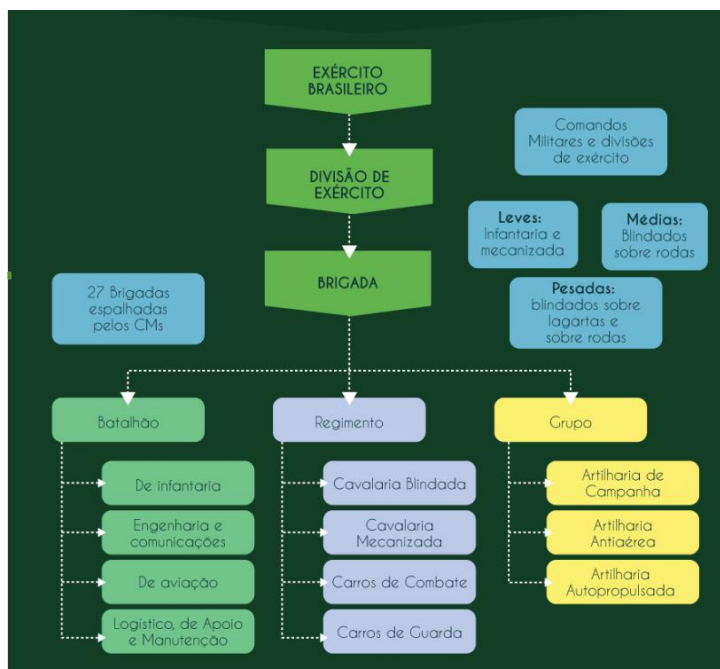 EXÉRCITO
BRASILEIRO
Comandos
Militares e divisões
de exército
DIVISÃO DE
EXÉRCITO
Leves:
Infantaria e
mecanizada
Médias:
Blindados
sobre rodas
BRIGADA
27 Brigadas
espalhadas
pelos CMs
Pesadas:
blindados sobre
lagartas e
sobre rodas
Batalhão
Regimento
Grupo
De infantaria
Engenharia e
comunicações
De aviação
Logístico, de Apoio
e Manutenção
Cavalaria Blindada
Cavalaria
Mecanizada
Carros de Combate
Carros de Guarda
Artilharia de
Campanha
Artilharia
Antiaérea
Artilharia
Autopropulsada